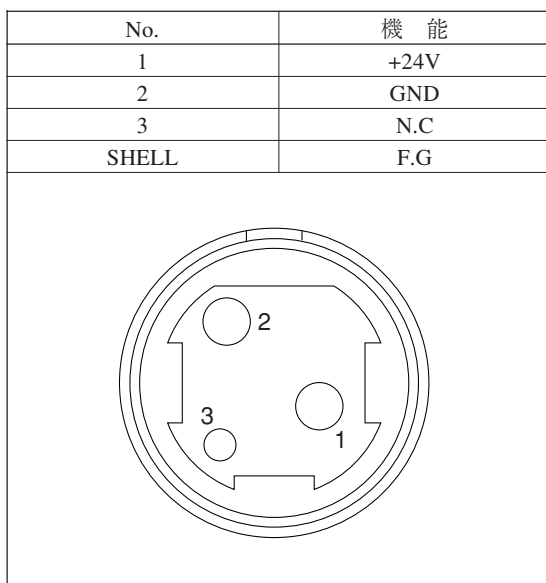 No. 機 能
1 +24V
2 GND
3 N.C
SHELL F.G
2
3
1